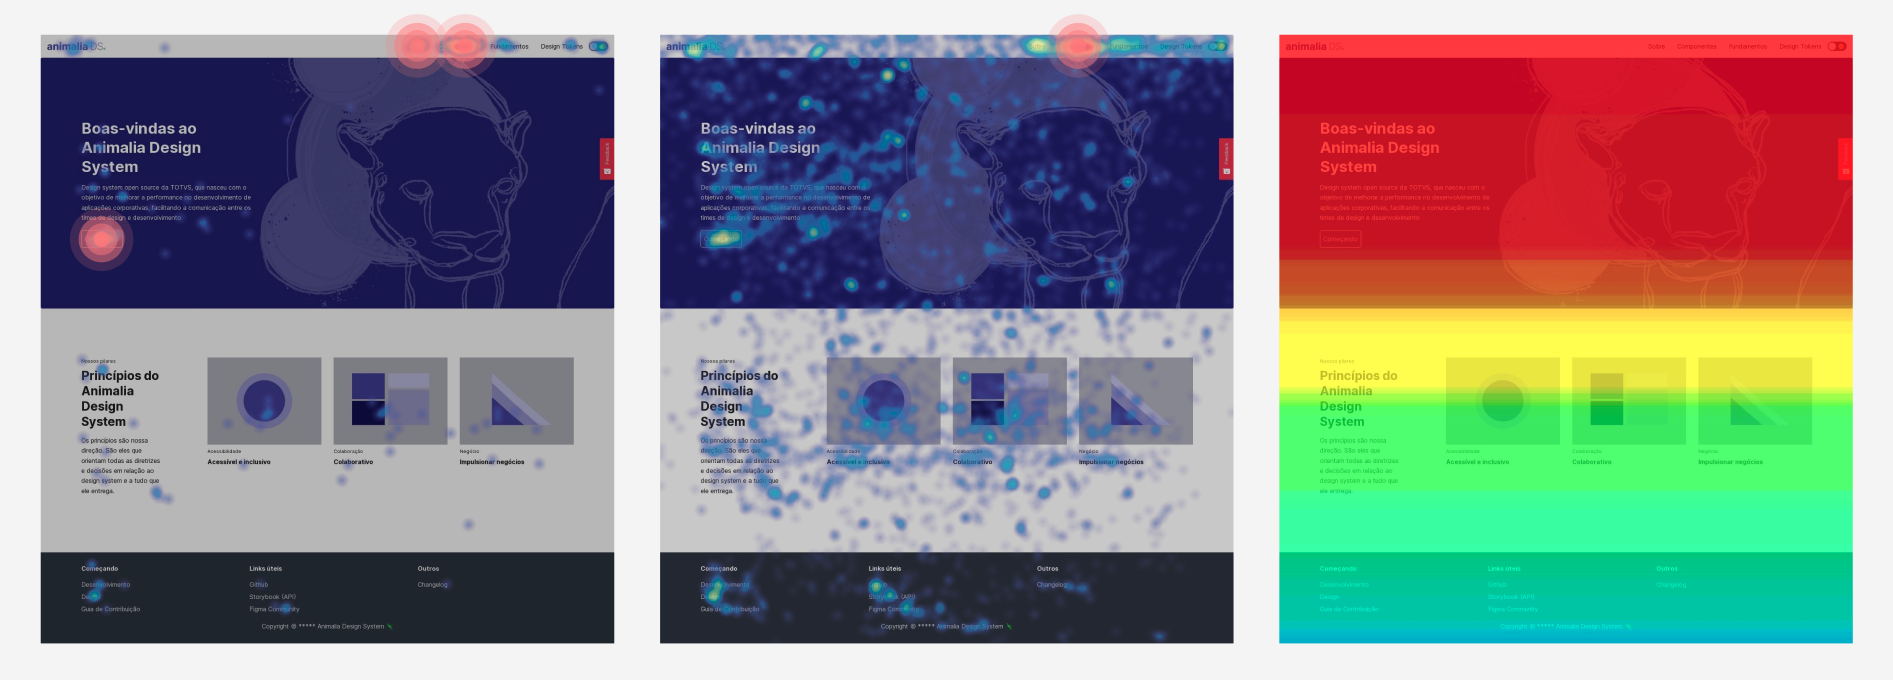 animalia DS.
Fundamentos
Design Tokens
Boas-vindas ao
Animalia Design
System
Design system open source da TOTVS, que nasceu com o
objetivo de melhorar a performance no desenvolvimento de
aplicações corporativas, facilitando a comunicação entre os
times de design e desenvolvimento.
Feedback
Nossos pilares
Princípios do
Animalia
Design
System
Os princípios são nossa
direção. São eles que
orientam todas as diretrizes
e decisões em relação ao
design system e a tudo que
ele entrega.
Acessibilidade
Acessível e inclusivo
Colaboração
Colaborativo
Negócio
Impulsionar negócios
Começando
Desenvolvimento
Design
Guia de Contribuição
Links úteis
Github
Storybook (API)
Figma Community
Outros
Changelog
Copyright © ***** Animalia Design System
animalia DS.
Fundamentos
Design Tokens
Boas-vindas ao
Animalia Design
System
Design system open source da TOTVS, que nasceu com o
objetivo de melhorar a performance no desenvolvimento de
aplicações corporativas, facilitando a comunicação entre os
times de design e desenvolvimento.
Começando
Feedback
Nossos pilares
Princípios do
Animalia
Design
System
Os princípios são nossa
direção. São eles que
orientam todas as diretrizes
e decisões em relação ao
design system e a tudo que
ele entrega.
Acessibilidade
Acessível e inclusivo
Colaboração
Colaborativo
Negócio
Impulsionar negócios
Começando
Desenvolvimento
Design
Guia de Contribuição
Links úteis
Github
Storybook (API)
Figma Community
Outros
Changelog
Copyright © ***** Animalia Design System
animalia DS.
Sobre
Componentes
Fundamentos
Design Tokens
Boas-vindas ao
Animalia Design
System
Design system open source da TOTVS, que nasceu com o
objetivo de melhorar a performance no desenvolvimento de
aplicações corporativas, facilitando a comunicação entre os
times de design e desenvolvimento.
Começando
Nossos pilares
Princípios do
Animalia
Design
System
Os princípios são nossa
direção. São eles que
orientam todas as diretrizes
e decisões em relação ao
design system e a tudo que
ele entrega.
Acessibilidade
Acessível e inclusivo
Colaboração
Colaborativo
Negócio
Impulsionar negócios
Começando
Desenvolvimento
Design
Guia de Contribuição
Links úteis
Github
Storybook (API)
Figma Community
Outros
Changelog
Copyright © ***** Animalia Design System